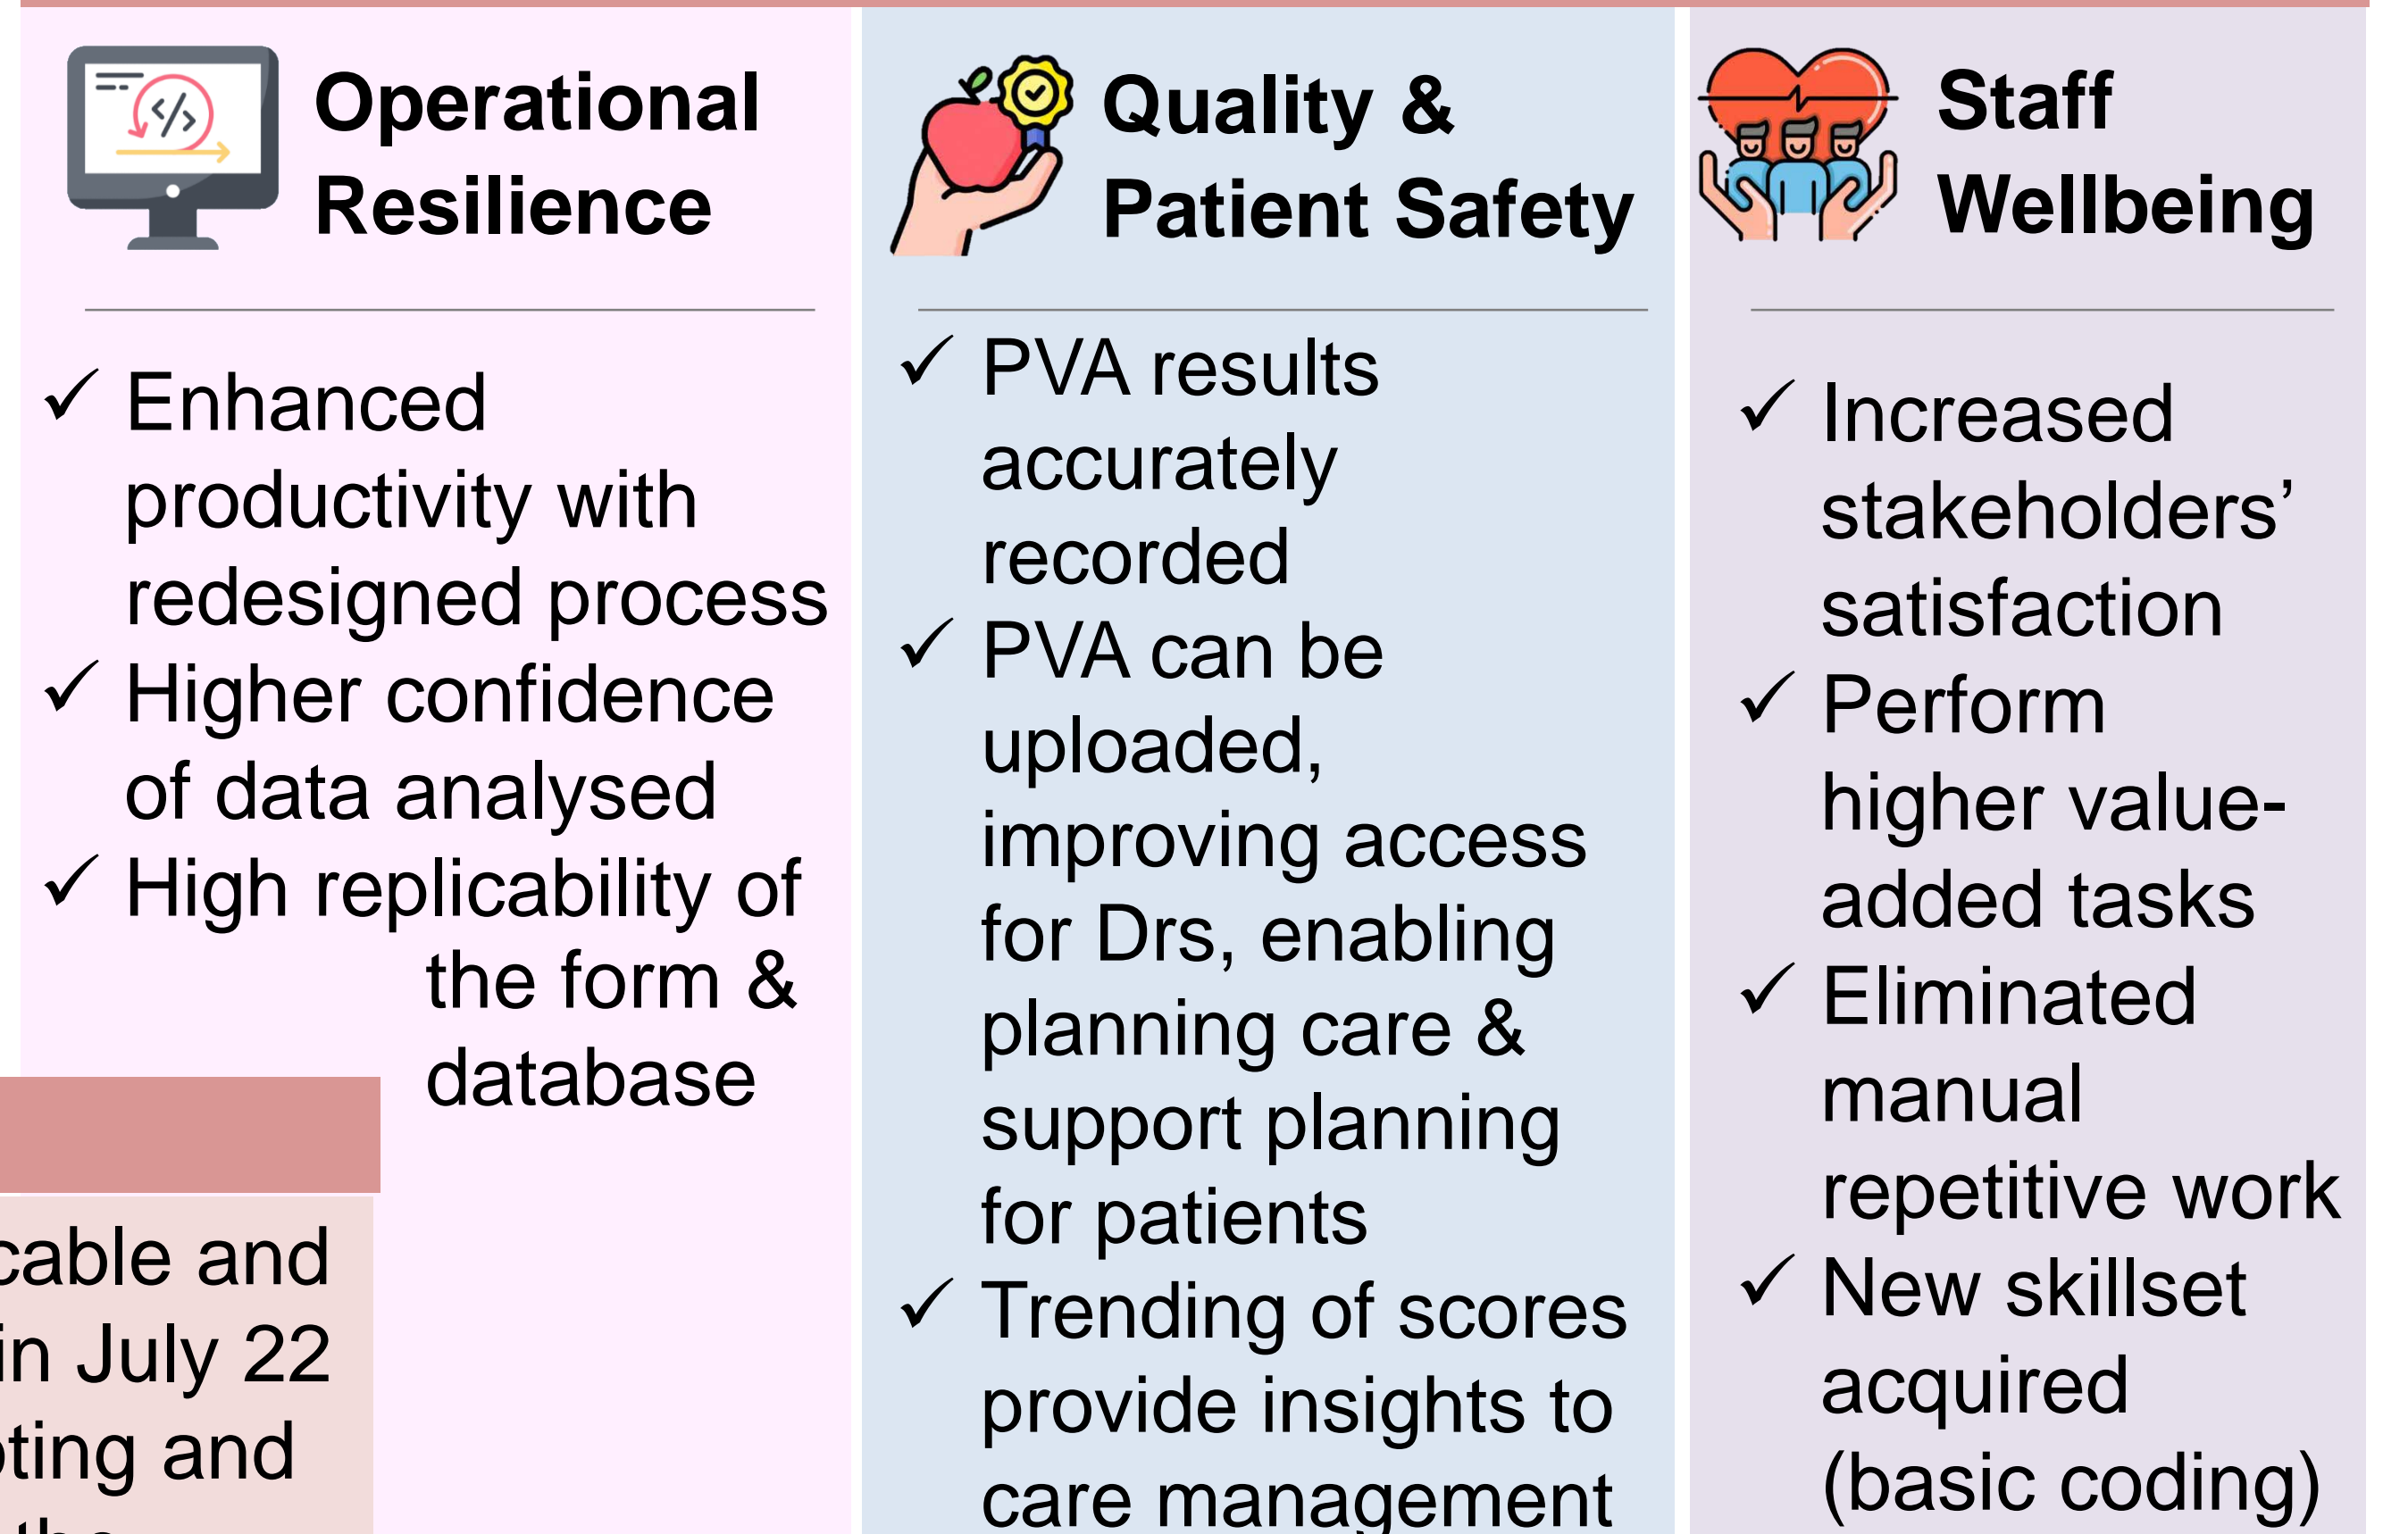 Operational
Resilience
✓ Enhanced
productivity with
redesigned process
✓ Higher confidence
of data analysed
✓ High replicability of
the form &
database
cable and
in July 22
ting and
Quality &
Patient Safety
✓ PVA results
accurately
recorded
✓ PVA can be
uploaded,
improving access
for Drs, enabling
planning care &
support planning
for patients
✓ Trending of scores
provide insights to
care management
Staff
Wellbeing
✓ Increased
stakeholders’
satisfaction
✓ Perform
higher value-
added tasks
✓ Eliminated
manual
repetitive work
✓ New skillset
acquired
(basic coding)